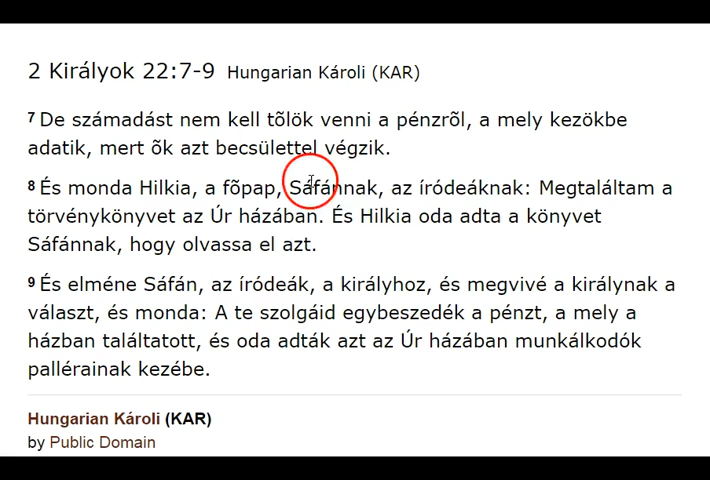 2 Királyok 22:7-9 Hungarian Károli (KAR)
7 De számadást nem kell tõlök venni a pénzrõl, a mely kezökbe
adatik, mert õk azt becsülettel végzik.
8 És monda Hilkia, a fõpap, Sáfánnak, az íródeáknak: Megtaláltam a
törvénykönyvet az Úr házában. És Hilkia oda adta a könyvet
Sáfánnak, hogy olvassa el azt.
9 És elméne Sáfán, az íródeák, a királyhoz, és megvivé a királynak a
választ, és monda: A te szolgáid egybeszedék a pénzt, a mely a
házban találtatott, és oda adták azt az Úr házában munkálkodók
pallérainak kezébe.
Hungarian Károli (KAR)
by Public Domain